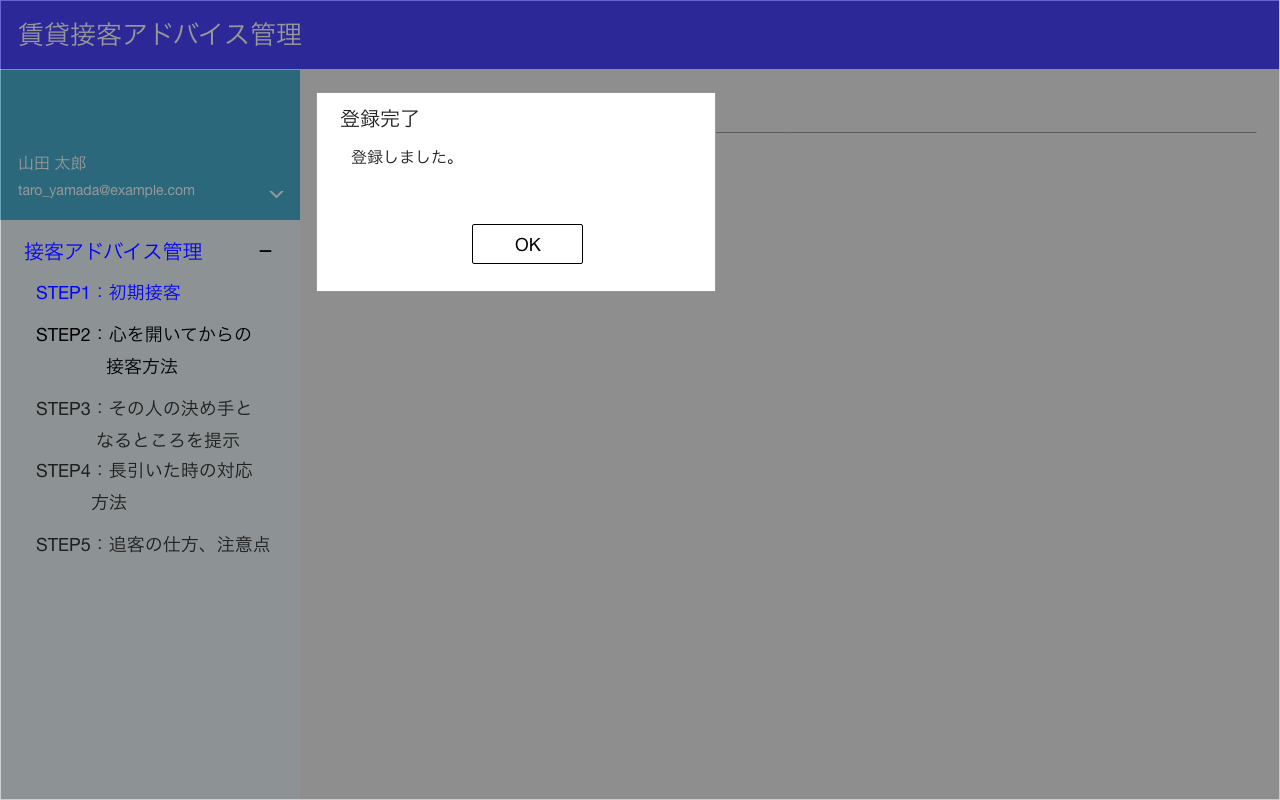 賃貸接客アドバイス管理
山田 太郎
taro_yamada@example.com
接客アドバイス管理
STEP1：初期接客
STEP2：心を開いてからの
接客方法
STEP3：その人の決め手と
なるところを提示
STEP4：長引いた時の対応
方法
STEP5：追客の仕方、注意点
登録完了
登録しました。
OK